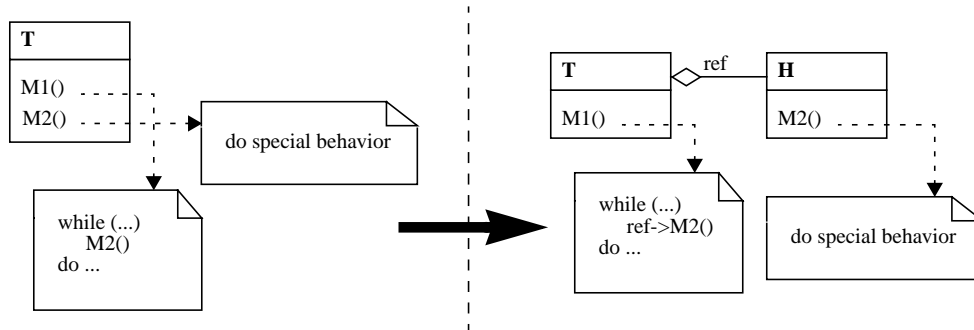 T
M1()
M2()
do special behavior
while (...)
M2()
do ...
T
ref
H
M1()
M2()
while (...)
ref->M2()
do ...
do special behavior